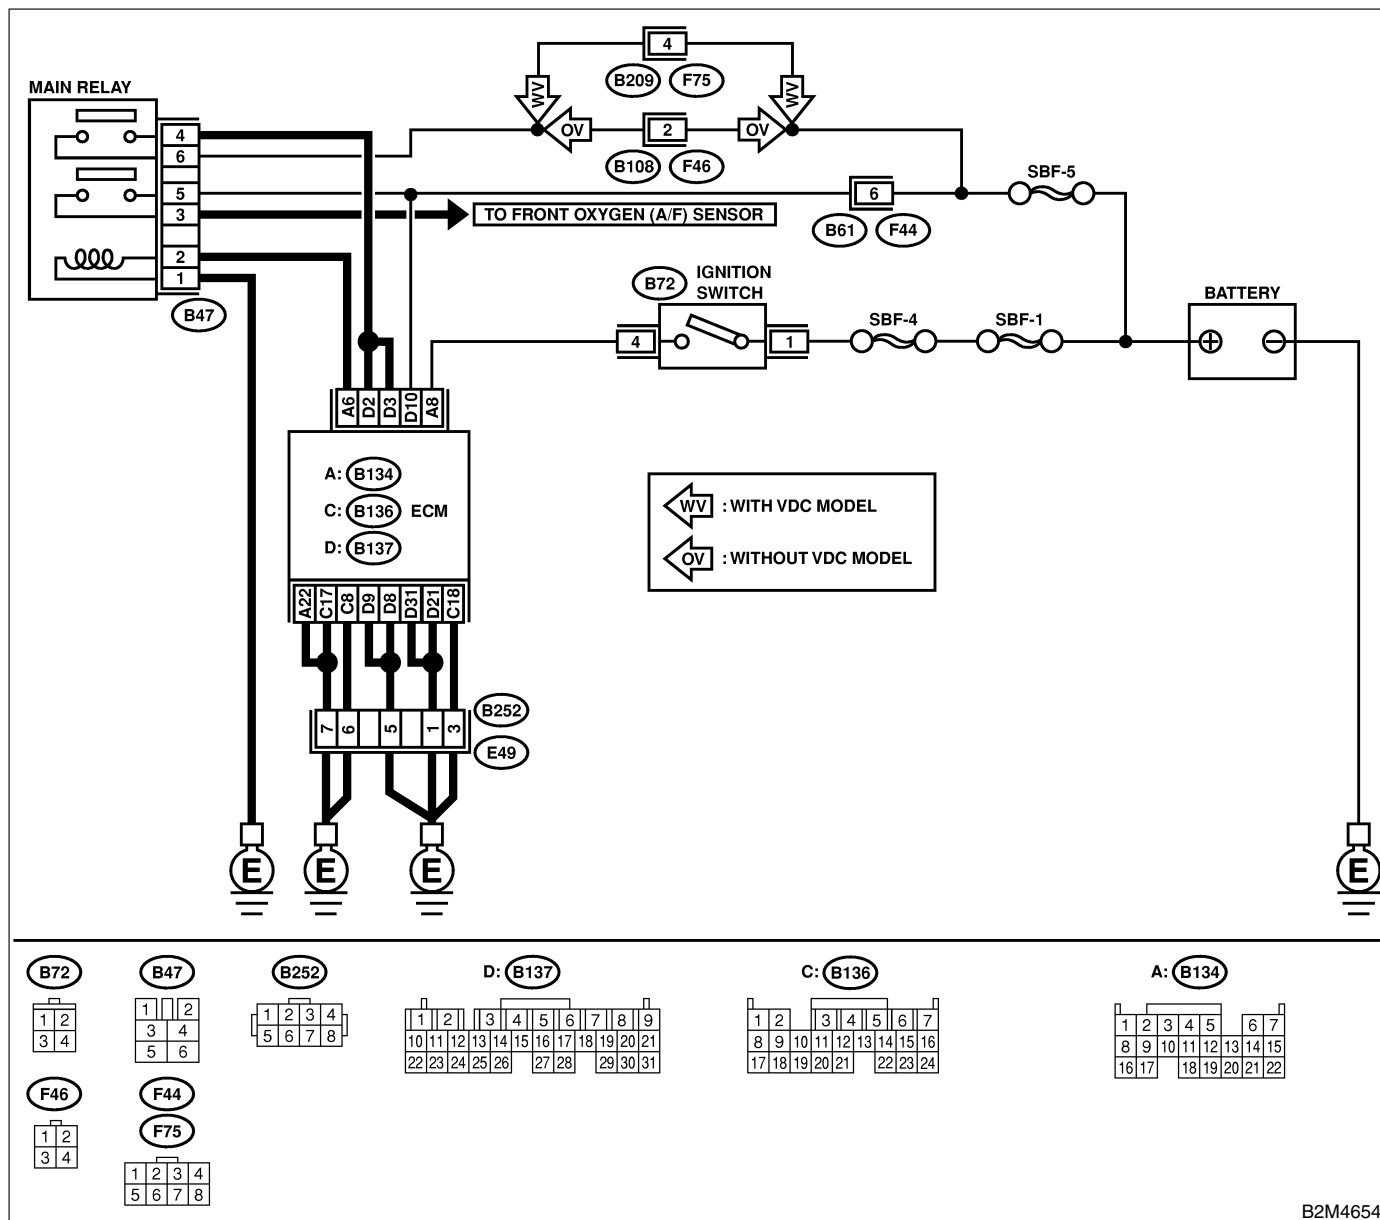 4
B209 F75
MAIN RELAY
WV WV
4
OV 2 OV
6
B108 F46
SBF-5
5
6
3
TO FRONT OXYGEN (A/F) SENSOR
B61 F44
2
1
B72 IGNITION
SWITCH
BATTERY
B47
SBF-4 SBF-1
4 1
A6 D2 D3 D10 A8
A: B134
C: B136 ECM
D: B137
WV : WITH VDC MODEL
OV : WITHOUT VDC MODEL
A22 C17 C8 D9 D8 D31 D21 C18
B252
7 6 5 1 3
E49
E E E E
B72 B47 B252 D: B137 C: B136 A: B134
1 2
3 4
1 2
3 4
5 6
1 2 3 4
5 6 7 8
1 2 3 4 5 6 7 8 9
10 11 12 13 14 15 16 17 18 19 20 21
22 23 24 25 26 27 28 29 30 31
1 2 3 4 5 6 7
8 9 10 11 12 13 14 15 16
17 18 19 20 21 22 23 24
1 2 3 4 5 6 7
8 9 10 11 12 13 14 15
16 17 18 19 20 21 22
F46 F44
F75
1 2
3 4
1 2 3 4
5 6 7 8
B2M4654